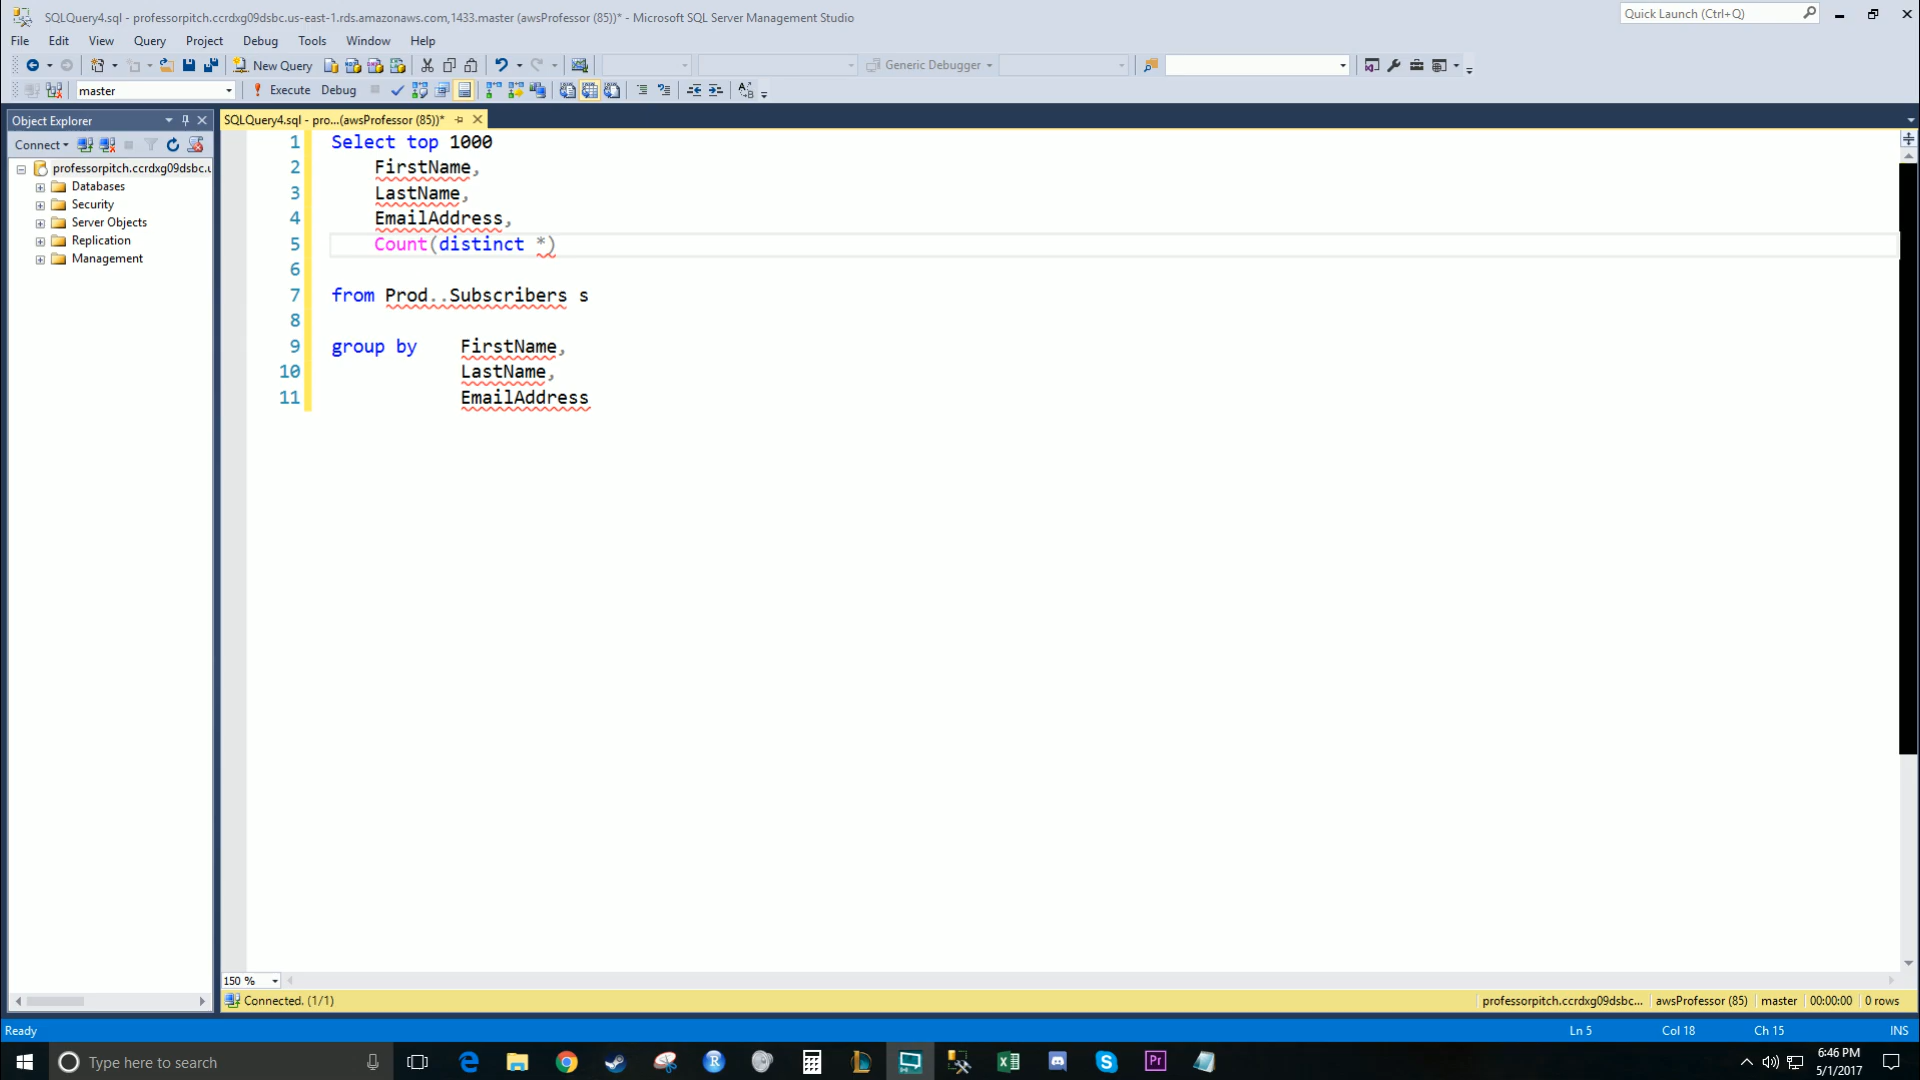 SQLQuery4.sql - professorpitch.ccrdxg09dsbc.us-east-1.rds.amazonaws.com,1433.master (awsProfessor (85))* - Microsoft SQL Server Management Studio
Quick Launch (Ctrl+Q)
File Edit View Query Project Debug Tools Window Help
New Query Generic Debugger
master Execute Debug
Object Explorer
SQLQuery4.sql - pro...(awsProfessor (85))*
Connect
professorpitch.ccrdxg09dsbc.u
Databases
Security
Server Objects
Replication
Management
1 Select top 1000
2 FirstName,
3 LastName,
4 EmailAddress,
5 Count(distinct *)
6
7 from Prod..Subscribers s
8
9 group by FirstName,
10 LastName,
11 EmailAddress
150 %
Connected. (1/1) professorpitch.ccrdxg09dsbc... awsProfessor (85) master 00:00:00 0 rows
Ready Ln 5 Col 18 Ch 15 INS
Type here to search
R
Pr
6:46 PM
5/1/2017